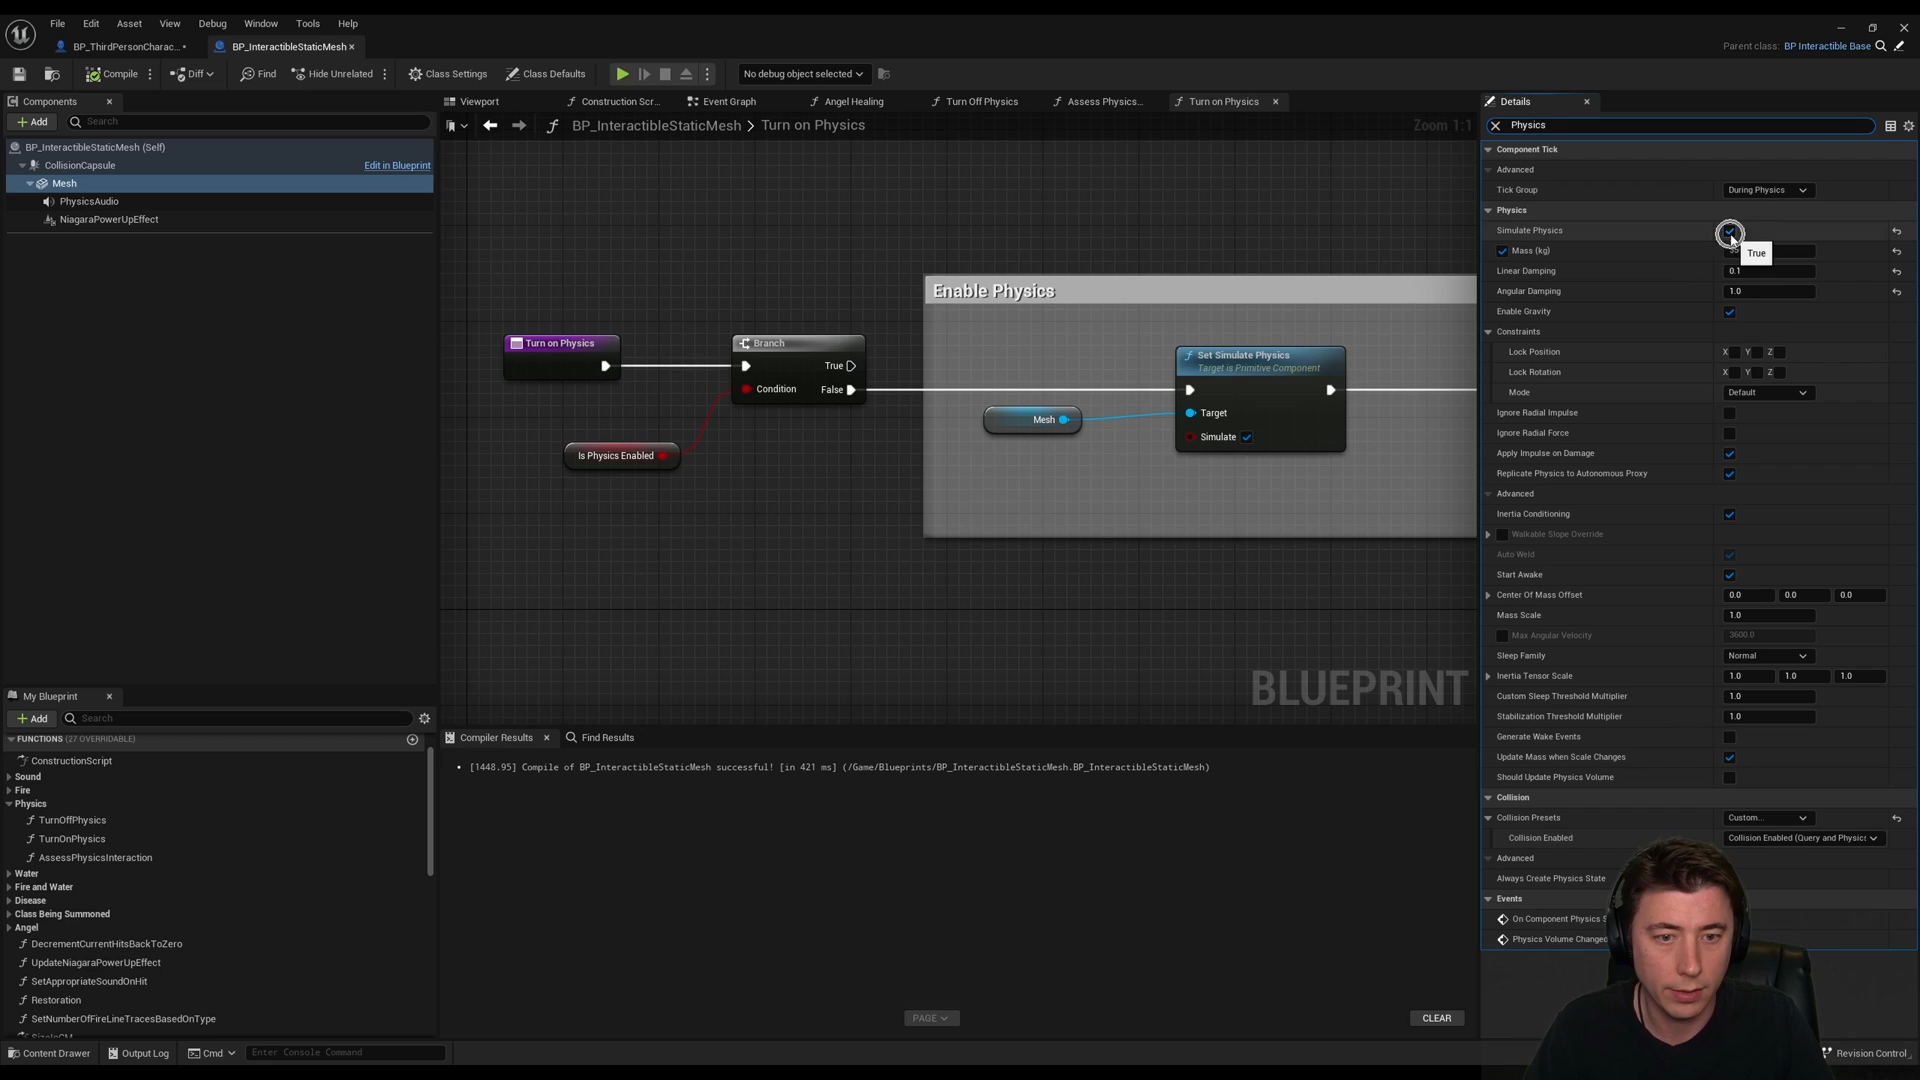 File Edit Asset View Debug Window Tools Help
BP_ThirdPersonCharac... •
BP_InteractibleStaticMesh
Parent class: BP Interactible Base
Compile
Diff
Find
Hide Unrelated
Class Settings
Class Defaults
No debug object selected
Components
Add
Search
BP_InteractibleStaticMesh (Self)
CollisionCapsule
Edit in Blueprint
Mesh
PhysicsAudio
NiagaraPowerUpEffect
My Blueprint
Add
Search
FUNCTIONS (27 OVERRIDABLE)
ConstructionScript
Sound
Fire
Physics
TurnOffPhysics
TurnOnPhysics
AssessPhysicsInteraction
Water
Fire and Water
Disease
Class Being Summoned
Angel
DecrementCurrentHitsBackToZero
UpdateNiagaraPowerUpEffect
SetAppropriateSoundOnHit
Restoration
SetNumberOfFireLineTracesBasedOnType
Viewport
Construction Scr...
Event Graph
Angel Healing
Turn Off Physics
Assess Physics...
Turn on Physics
BP_InteractibleStaticMesh > Turn on Physics
Zoom 1:1
Enable Physics
Turn on Physics
Branch
True
Condition
False
Is Physics Enabled
Mesh
Set Simulate Physics
Target is Primitive Component
Target
Simulate
BLUEPRINT
Compiler Results
Find Results
[1448.95] Compile of BP_InteractibleStaticMesh successful! [in 421 ms] (/Game/Blueprints/BP_InteractibleStaticMesh.BP_InteractibleStaticMesh)
PAGE
CLEAR
Details
Physics
Component Tick
Advanced
Tick Group During Physics
Physics
Simulate Physics
Mass (kg)
True
Linear Damping 0.1
Angular Damping 1.0
Enable Gravity
Constraints
Lock Position X Y Z
Lock Rotation X Y Z
Mode Default
Ignore Radial Impulse
Ignore Radial Force
Apply Impulse on Damage
Replicate Physics to Autonomous Proxy
Advanced
Inertia Conditioning
Walkable Slope Override
Auto Weld
Start Awake
Center Of Mass Offset 0.0 0.0 0.0
Mass Scale 1.0
Max Angular Velocity 3600.0
Sleep Family Normal
Inertia Tensor Scale 1.0 1.0 1.0
Custom Sleep Threshold Multiplier 1.0
Stabilization Threshold Multiplier 1.0
Generate Wake Events
Update Mass when Scale Changes
Should Update Physics Volume
Collision
Collision Presets Custom...
Collision Enabled Collision Enabled (Query and Physics
Advanced
Always Create Physics State
Events
On Component Physics S
Physics Volume Changed
Content Drawer
Output Log
Cmd
Enter Console Command
Revision Control